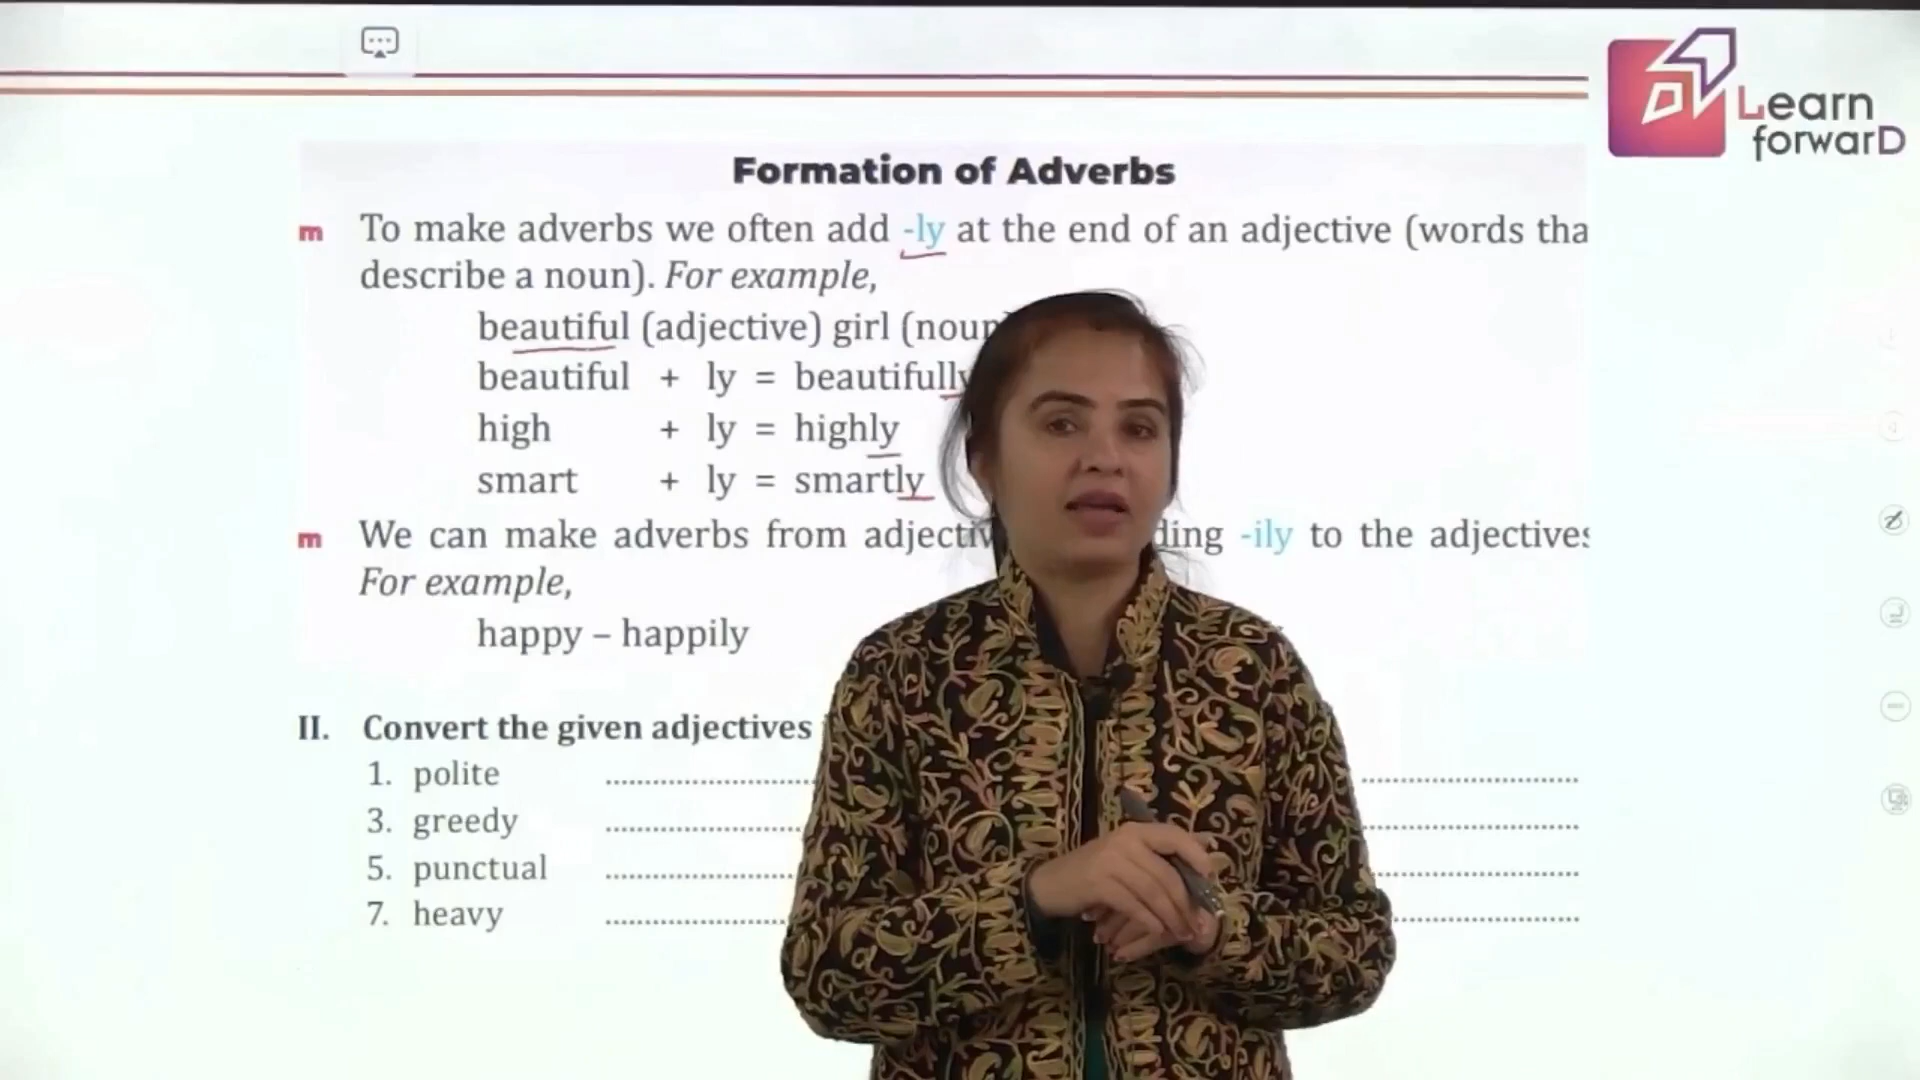 Learn
forwarD
Formation of Adverbs
m To make adverbs we often add -ly at the end of an adjective (words tha
describe a noun). For example,
beautiful (adjective) girl (noun
beautiful + ly = beautifully
high + ly = highly
smart + ly = smartly
m We can make adverbs from adjectiv ding -ily to the adjectives
For example,
happy – happily
II. Convert the given adjectives
1. polite ........................
3. greedy ........................
5. punctual ........................
7. heavy ........................